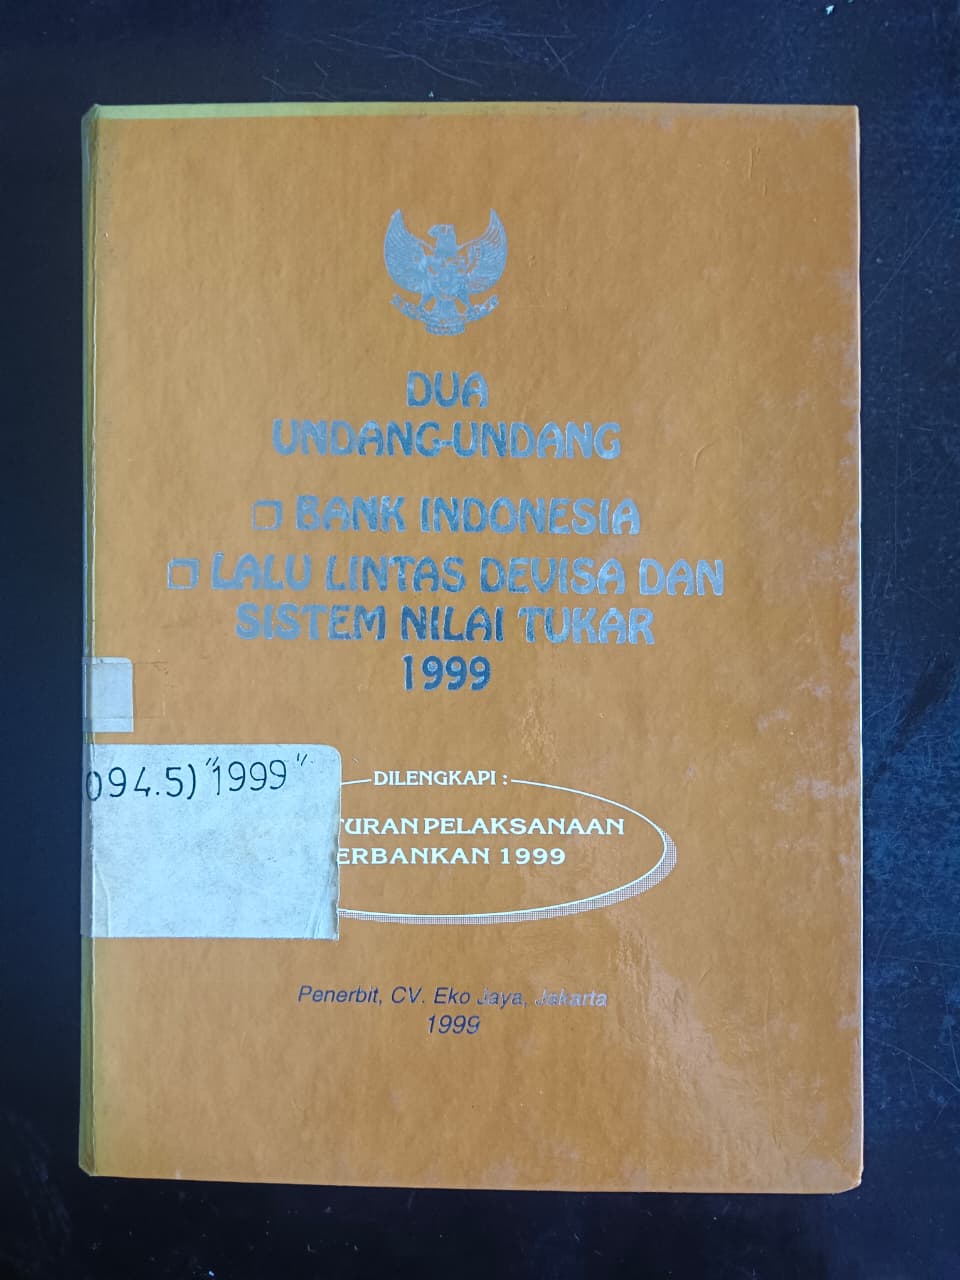 DUA
UNDANG-UNDANG
❏ BANK INDONESIA
❏ LALU LINTAS DEVISA DAN
SISTEM NILAI TUKAR
1999
094.5) "1999"
DILENGKAPI :
TURAN PELAKSANAAN
ERBANKAN 1999
Penerbit, CV. Eko Jaya, Jakarta
1999